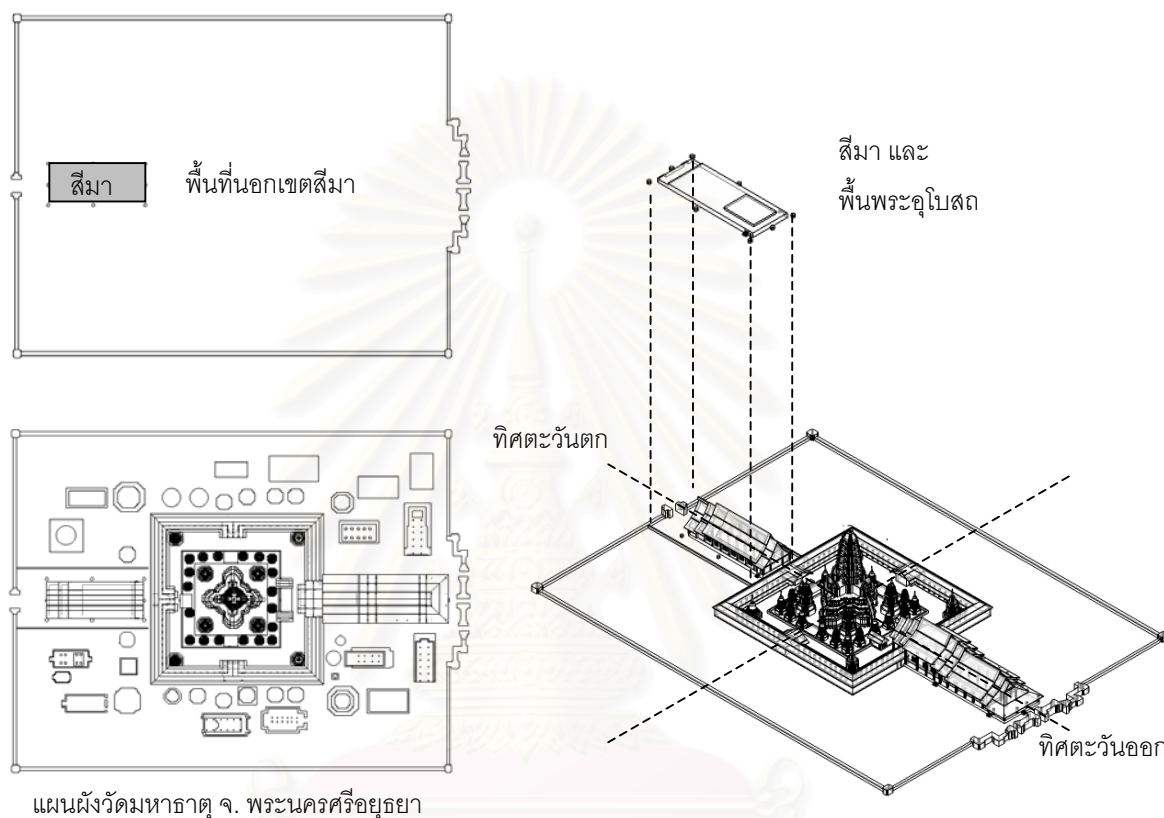 สีมา
พื้นที่นอกเขตสีมา
สีมา และ
พื้นพระอุโบสถ
ทิศตะวันตก
ทิศตะวันออก
แผนผังวัดมหาธาตุ จ. พระนครศรีอยุธยา